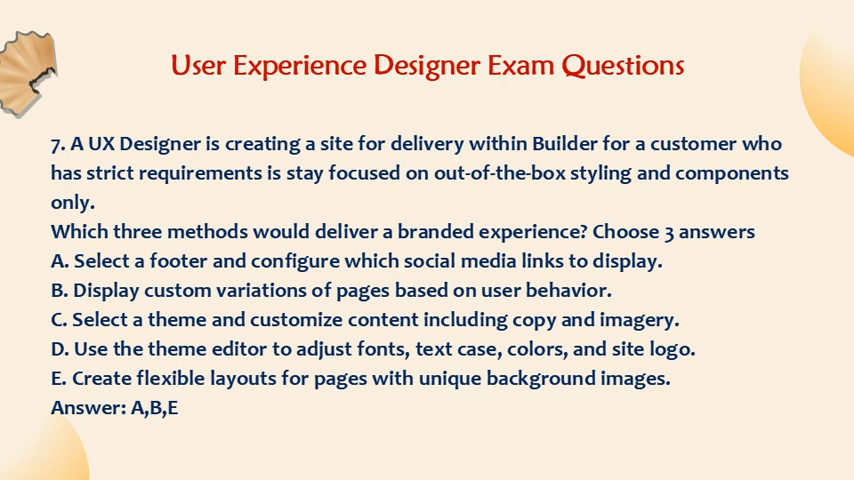 User Experience Designer Exam Questions
7. A UX Designer is creating a site for delivery within Builder for a customer who
has strict requirements is stay focused on out-of-the-box styling and components
only.
Which three methods would deliver a branded experience? Choose 3 answers
A. Select a footer and configure which social media links to display.
B. Display custom variations of pages based on user behavior.
C. Select a theme and customize content including copy and imagery.
D. Use the theme editor to adjust fonts, text case, colors, and site logo.
E. Create flexible layouts for pages with unique background images.
Answer: A,B,E